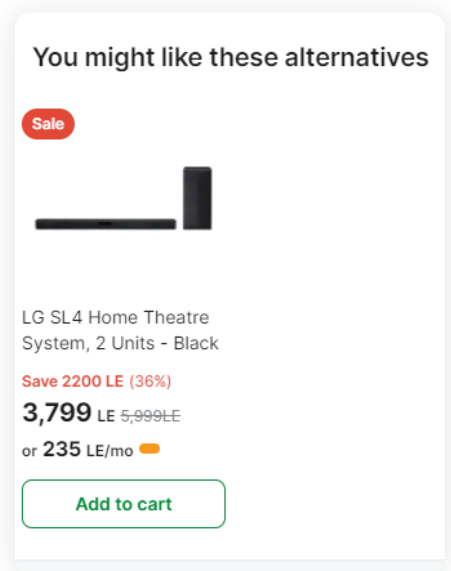 You might like these alternatives
Sale
LG SL4 Home Theatre
System, 2 Units - Black
Save 2200 LE (36%)
3,799 LE 5,999LE
or 235 LE/mo
Add to cart